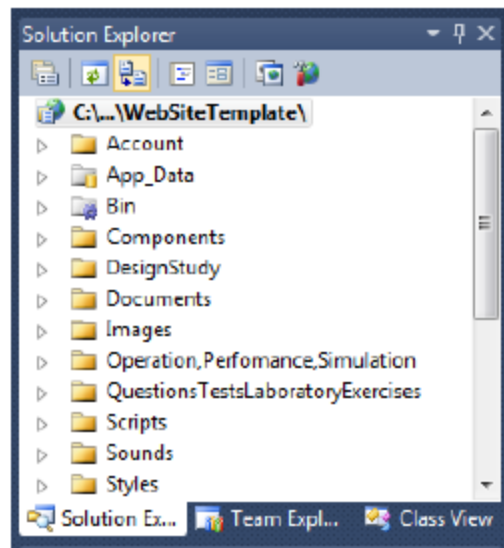 Solution Explorer
C:\...\WebSiteTemplate\
Account
App_Data
Bin
Components
DesignStudy
Documents
Images
Operation,Perfomance,Simulation
QuestionsTestsLaboratoryExercises
Scripts
Sounds
Styles
Solution Ex... Team Expl... Class View